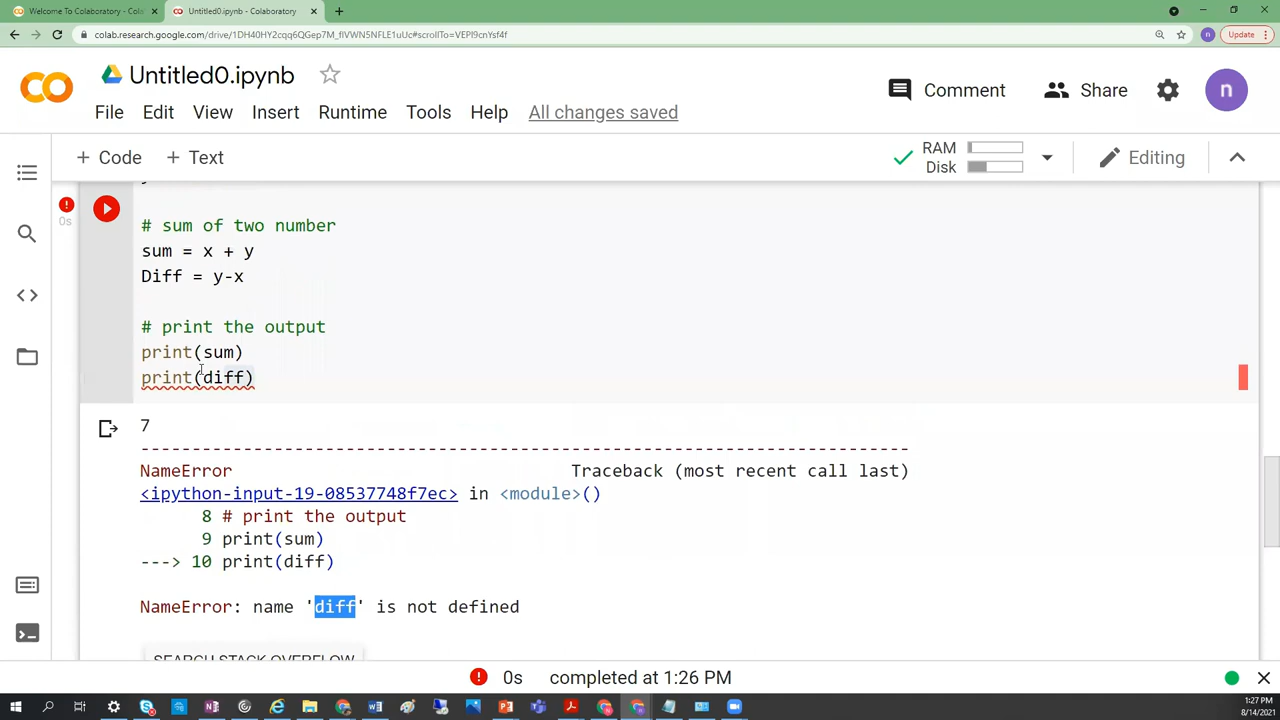 Welcome To Colaboratory - Cola
Untitled0.ipynb - Colaboratory
colab.research.google.com/drive/1DH40HY2cqq6QGep7M_fIVWN5NFLE1uUc#scrollTo=VEPl9cnYsf4f
n
Update
CO
Untitled0.ipynb
Comment
Share
n
File Edit View Insert Runtime Tools Help All changes saved
+ Code + Text
RAM
Disk
Editing
0s
# sum of two number
sum = x + y
Diff = y-x
# print the output
print(sum)
print(diff)
7
---------------------------------------------------------------------------
NameError Traceback (most recent call last)
<ipython-input-19-08537748f7ec> in <module>()
8 # print the output
9 print(sum)
---> 10 print(diff)
NameError: name 'diff' is not defined
SEARCH STACK OVERFLOW
0s completed at 1:26 PM
1:27 PM
8/14/2021